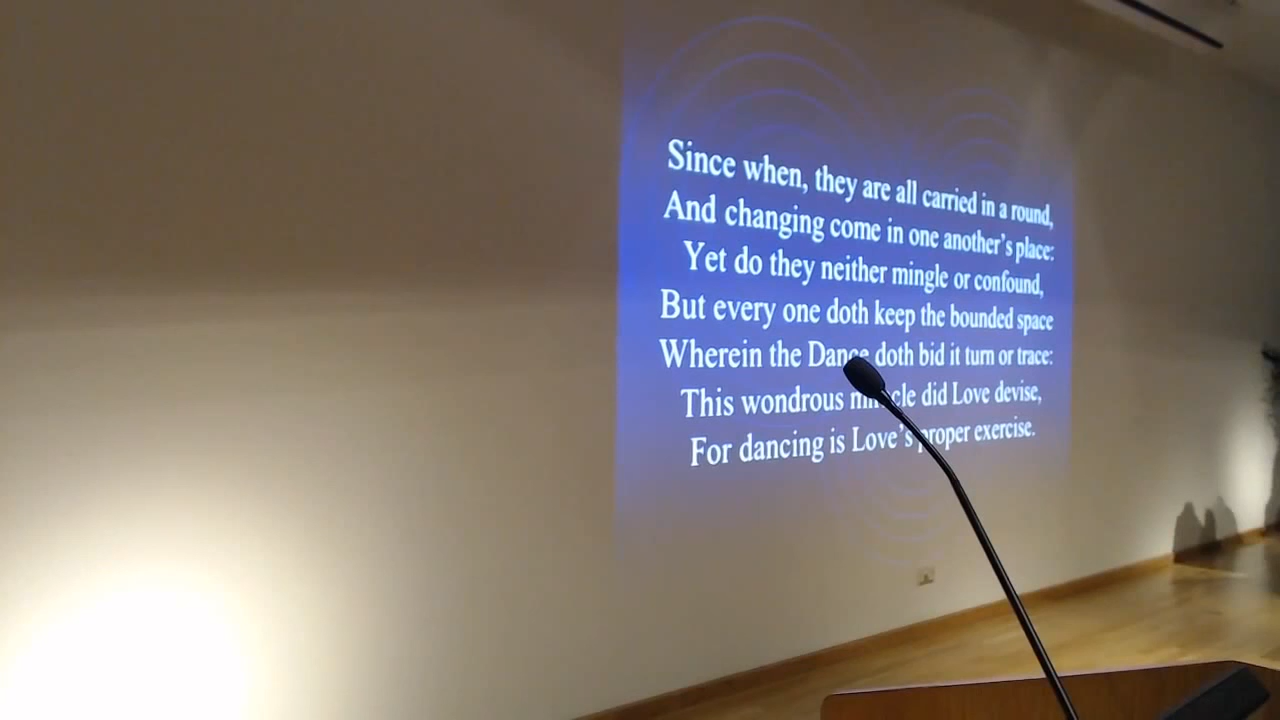 Since when, they are all carried in a round,
And changing come in one another's place:
Yet do they neither mingle or confound,
But every one doth keep the bounded space
Wherein the Dance doth bid it turn or trace:
This wondrous miracle did Love devise,
For dancing is Love's proper exercise.